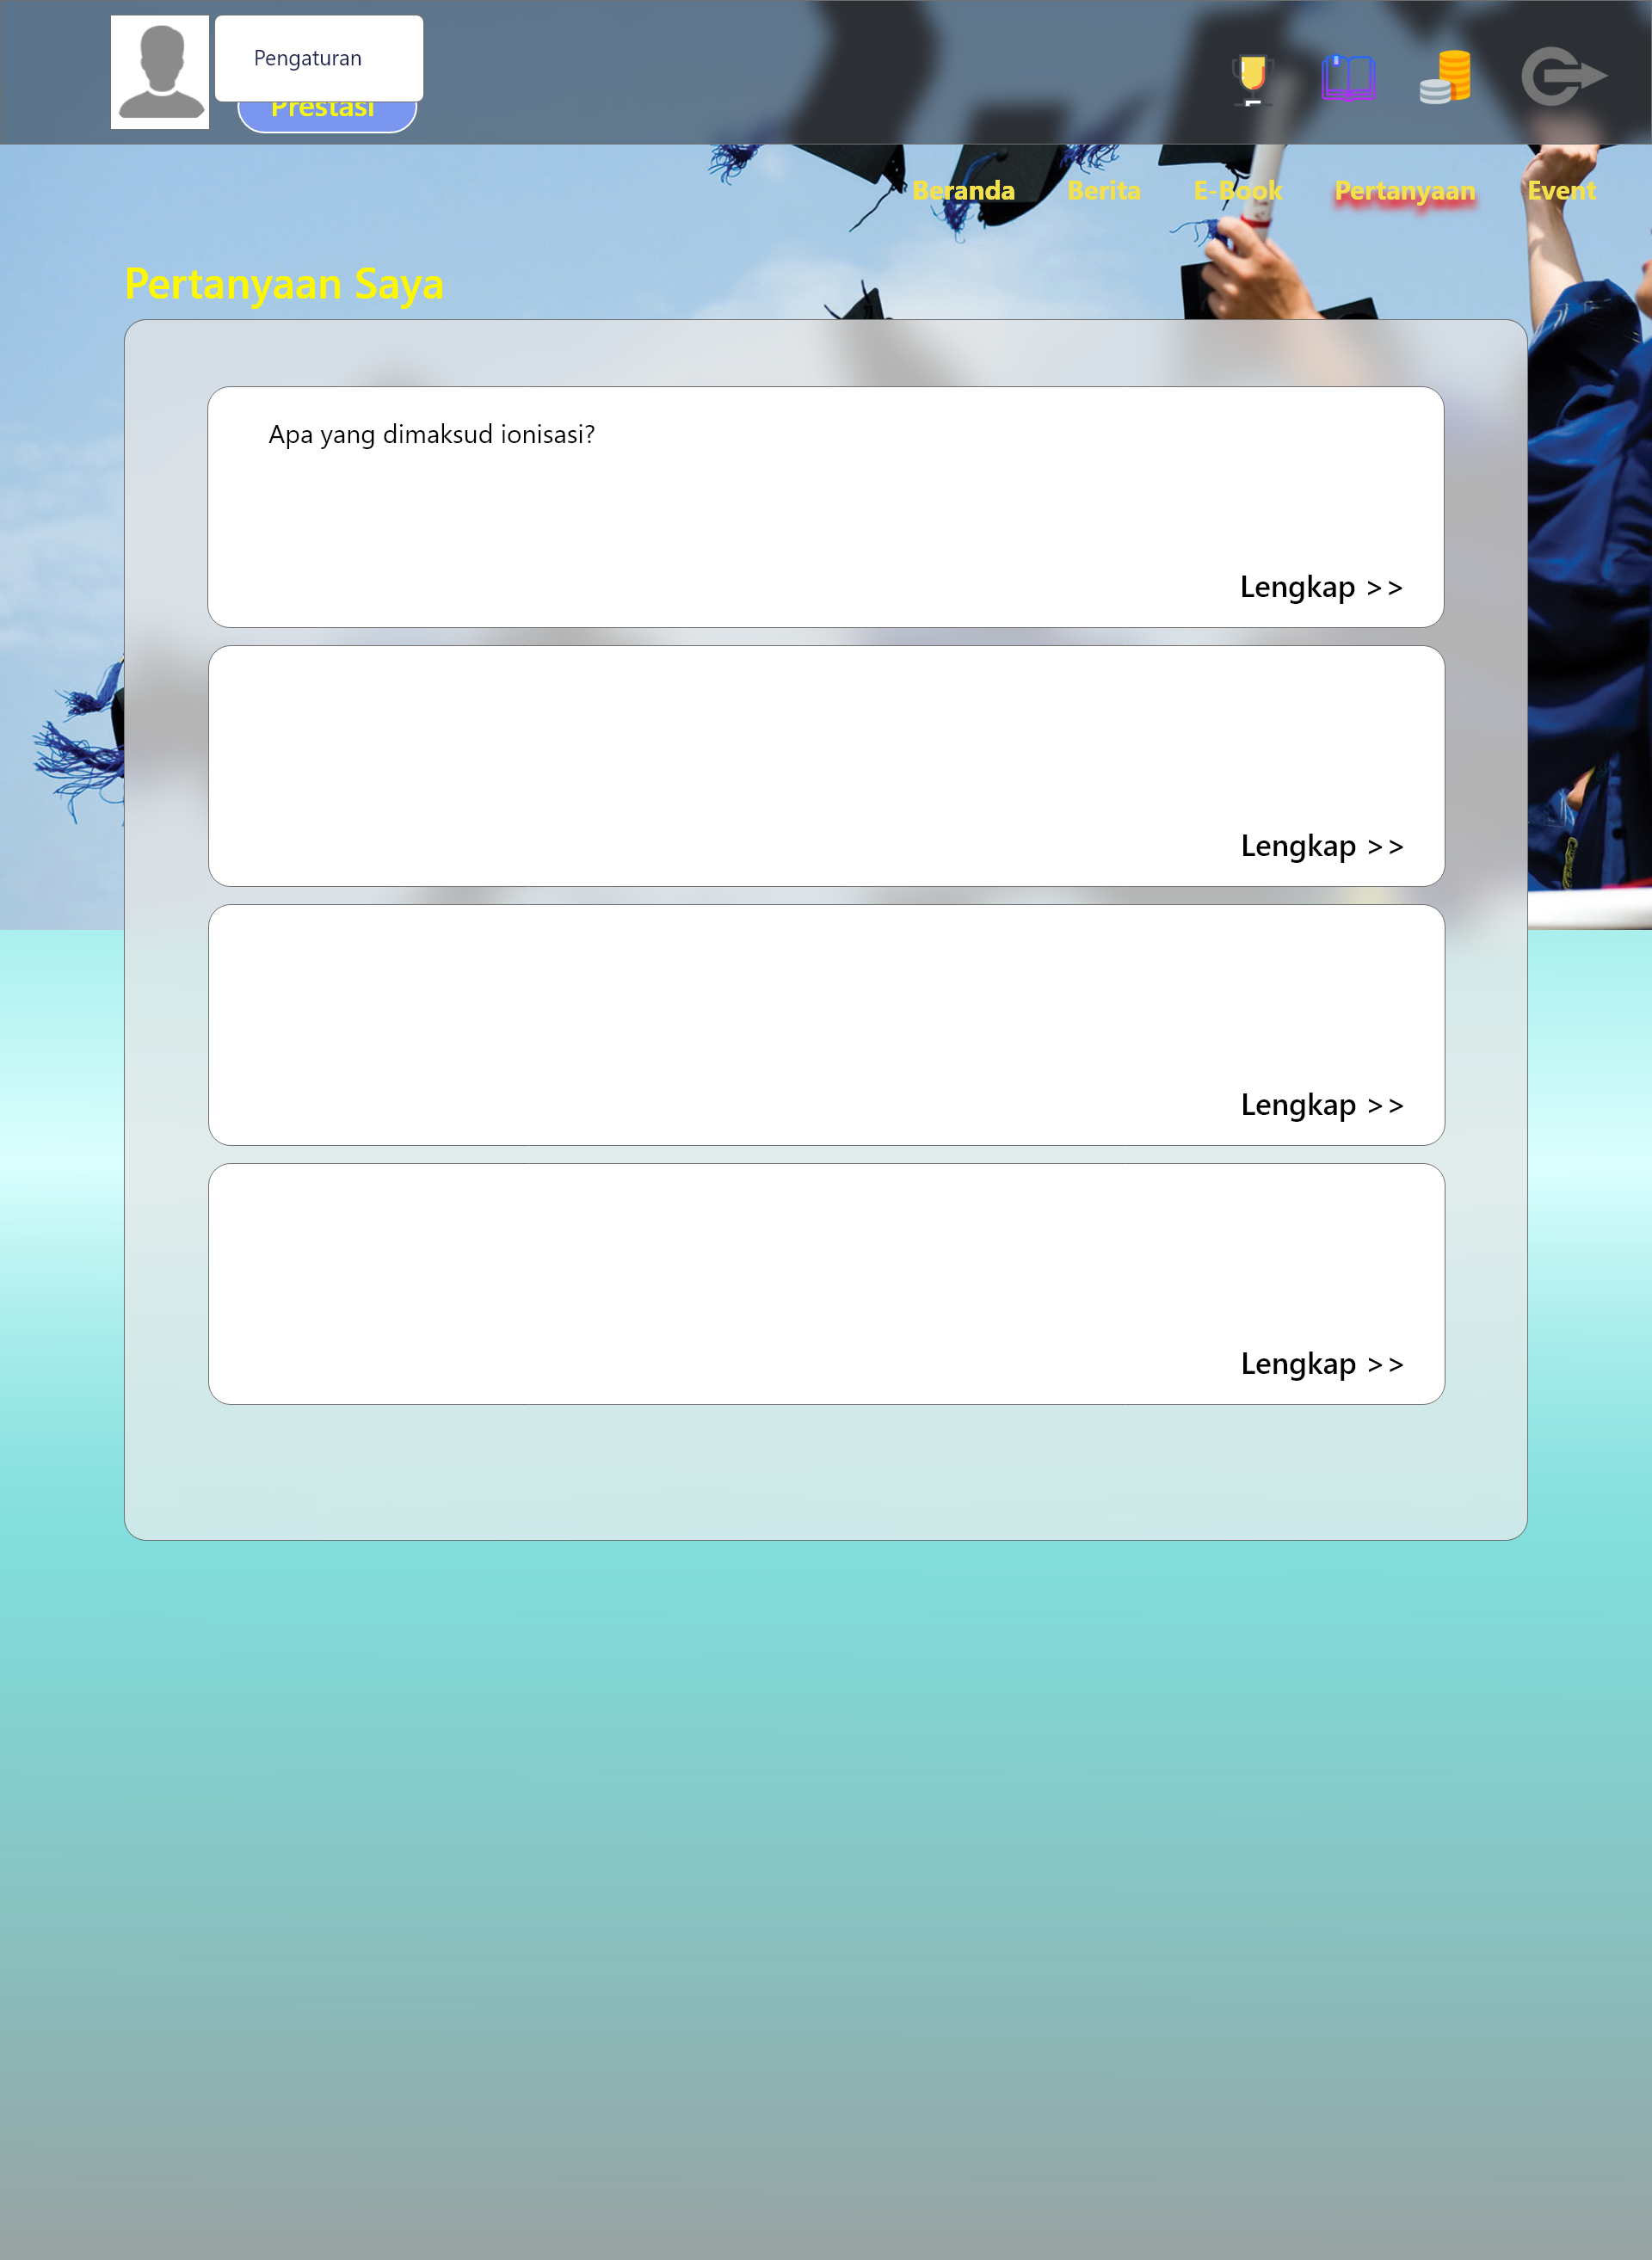 Pengaturan
Prestasi
Beranda Berita E-Book Pertanyaan Event
Pertanyaan Saya
Apa yang dimaksud ionisasi?
Lengkap >>
Lengkap >>
Lengkap >>
Lengkap >>